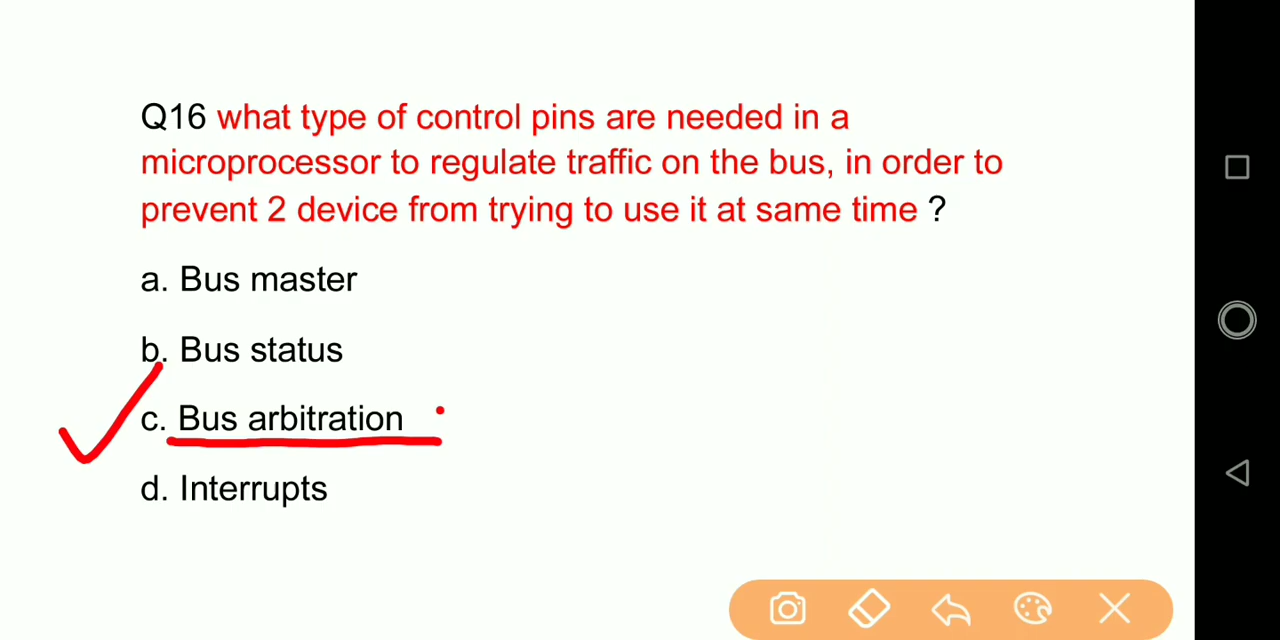 Q16 what type of control pins are needed in a
microprocessor to regulate traffic on the bus, in order to
prevent 2 device from trying to use it at same time ?
a. Bus master
b. Bus status
c. Bus arbitration
d. Interrupts